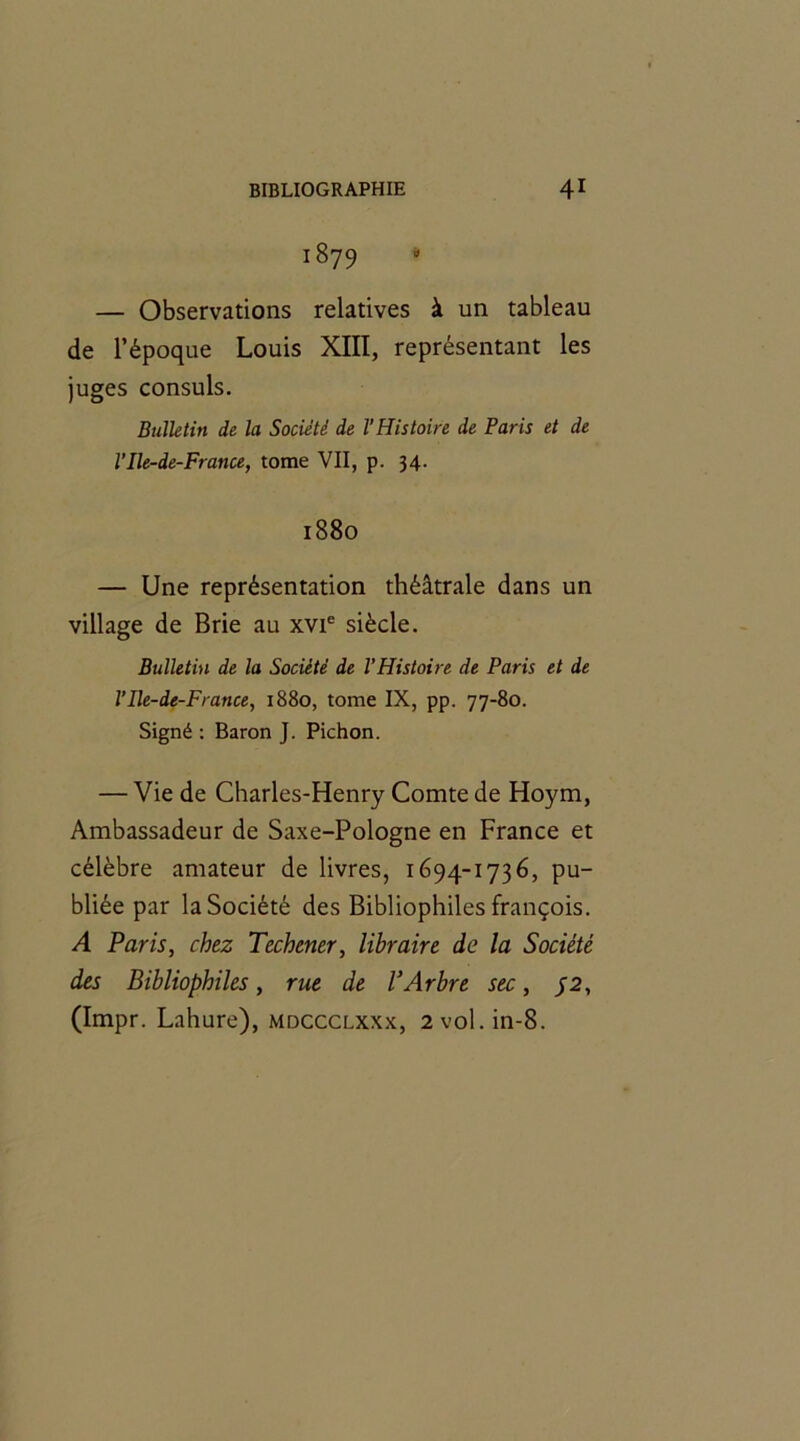 BIBLIOGRAPHIE 41
1879
— Observations relatives à un tableau
de l’époque Louis XIII, représentant les
juges consuls.
Bulletin de la Société de l’Histoire de Paris et de
l’Ile-de-France, tome VII, p. 34.
1880
— Une représentation théâtrale dans un
village de Brie au XVIe siècle.
Bulletin de la Société de l’Histoire de Paris et de
l’Ile-de-France, 1880, tome IX, pp. 77-80.
Signé : Baron J. Pichon.
— Vie de Charles-Henry Comte de Hoym,
Ambassadeur de Saxe-Pologne en France et
célèbre amateur de livres, 1694-1736, pu-
bliée par la Société des Bibliophiles françois.
A Paris, chez Techener, libraire de la Société
des Bibliophiles, rue de l’Arbre sec, 52,
(Impr. Lahure), MDCCCLXXX, 2 vol. in-8.